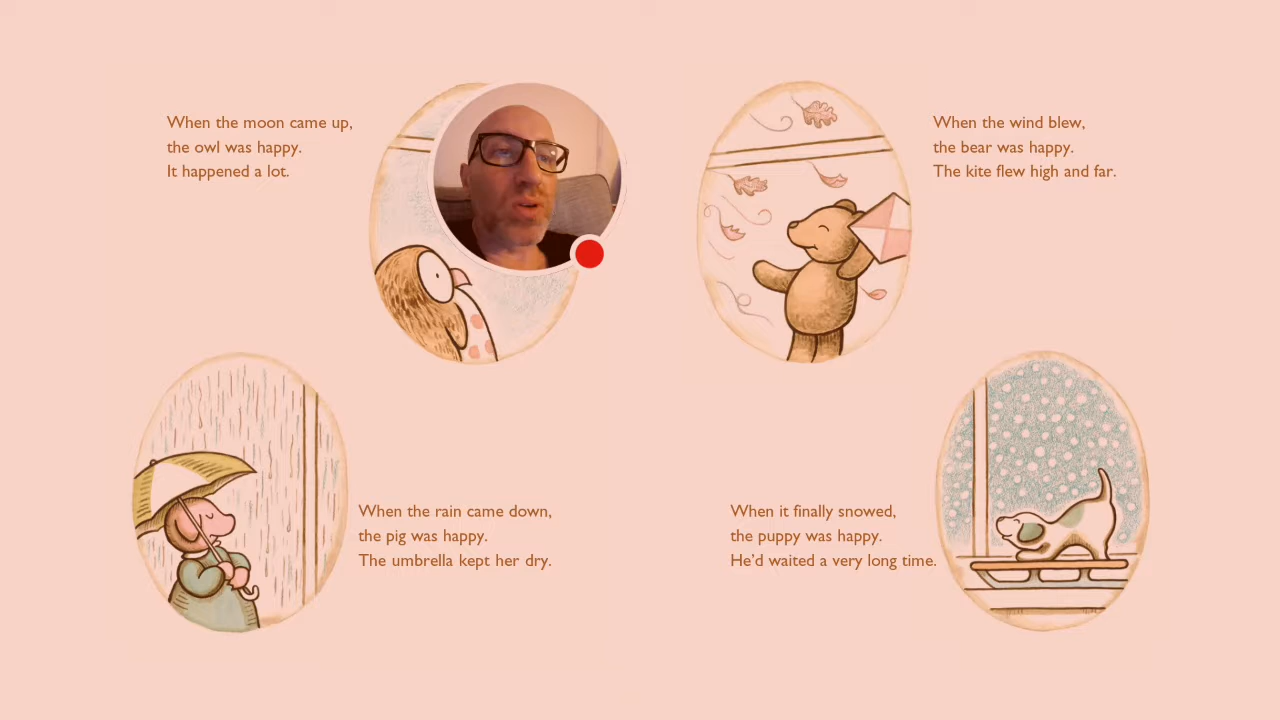 When the moon came up,
the owl was happy.
It happened a lot.
When the rain came down,
the pig was happy.
The umbrella kept her dry.
When the wind blew,
the bear was happy.
The kite flew high and far.
When it finally snowed,
the puppy was happy.
He’d waited a very long time.